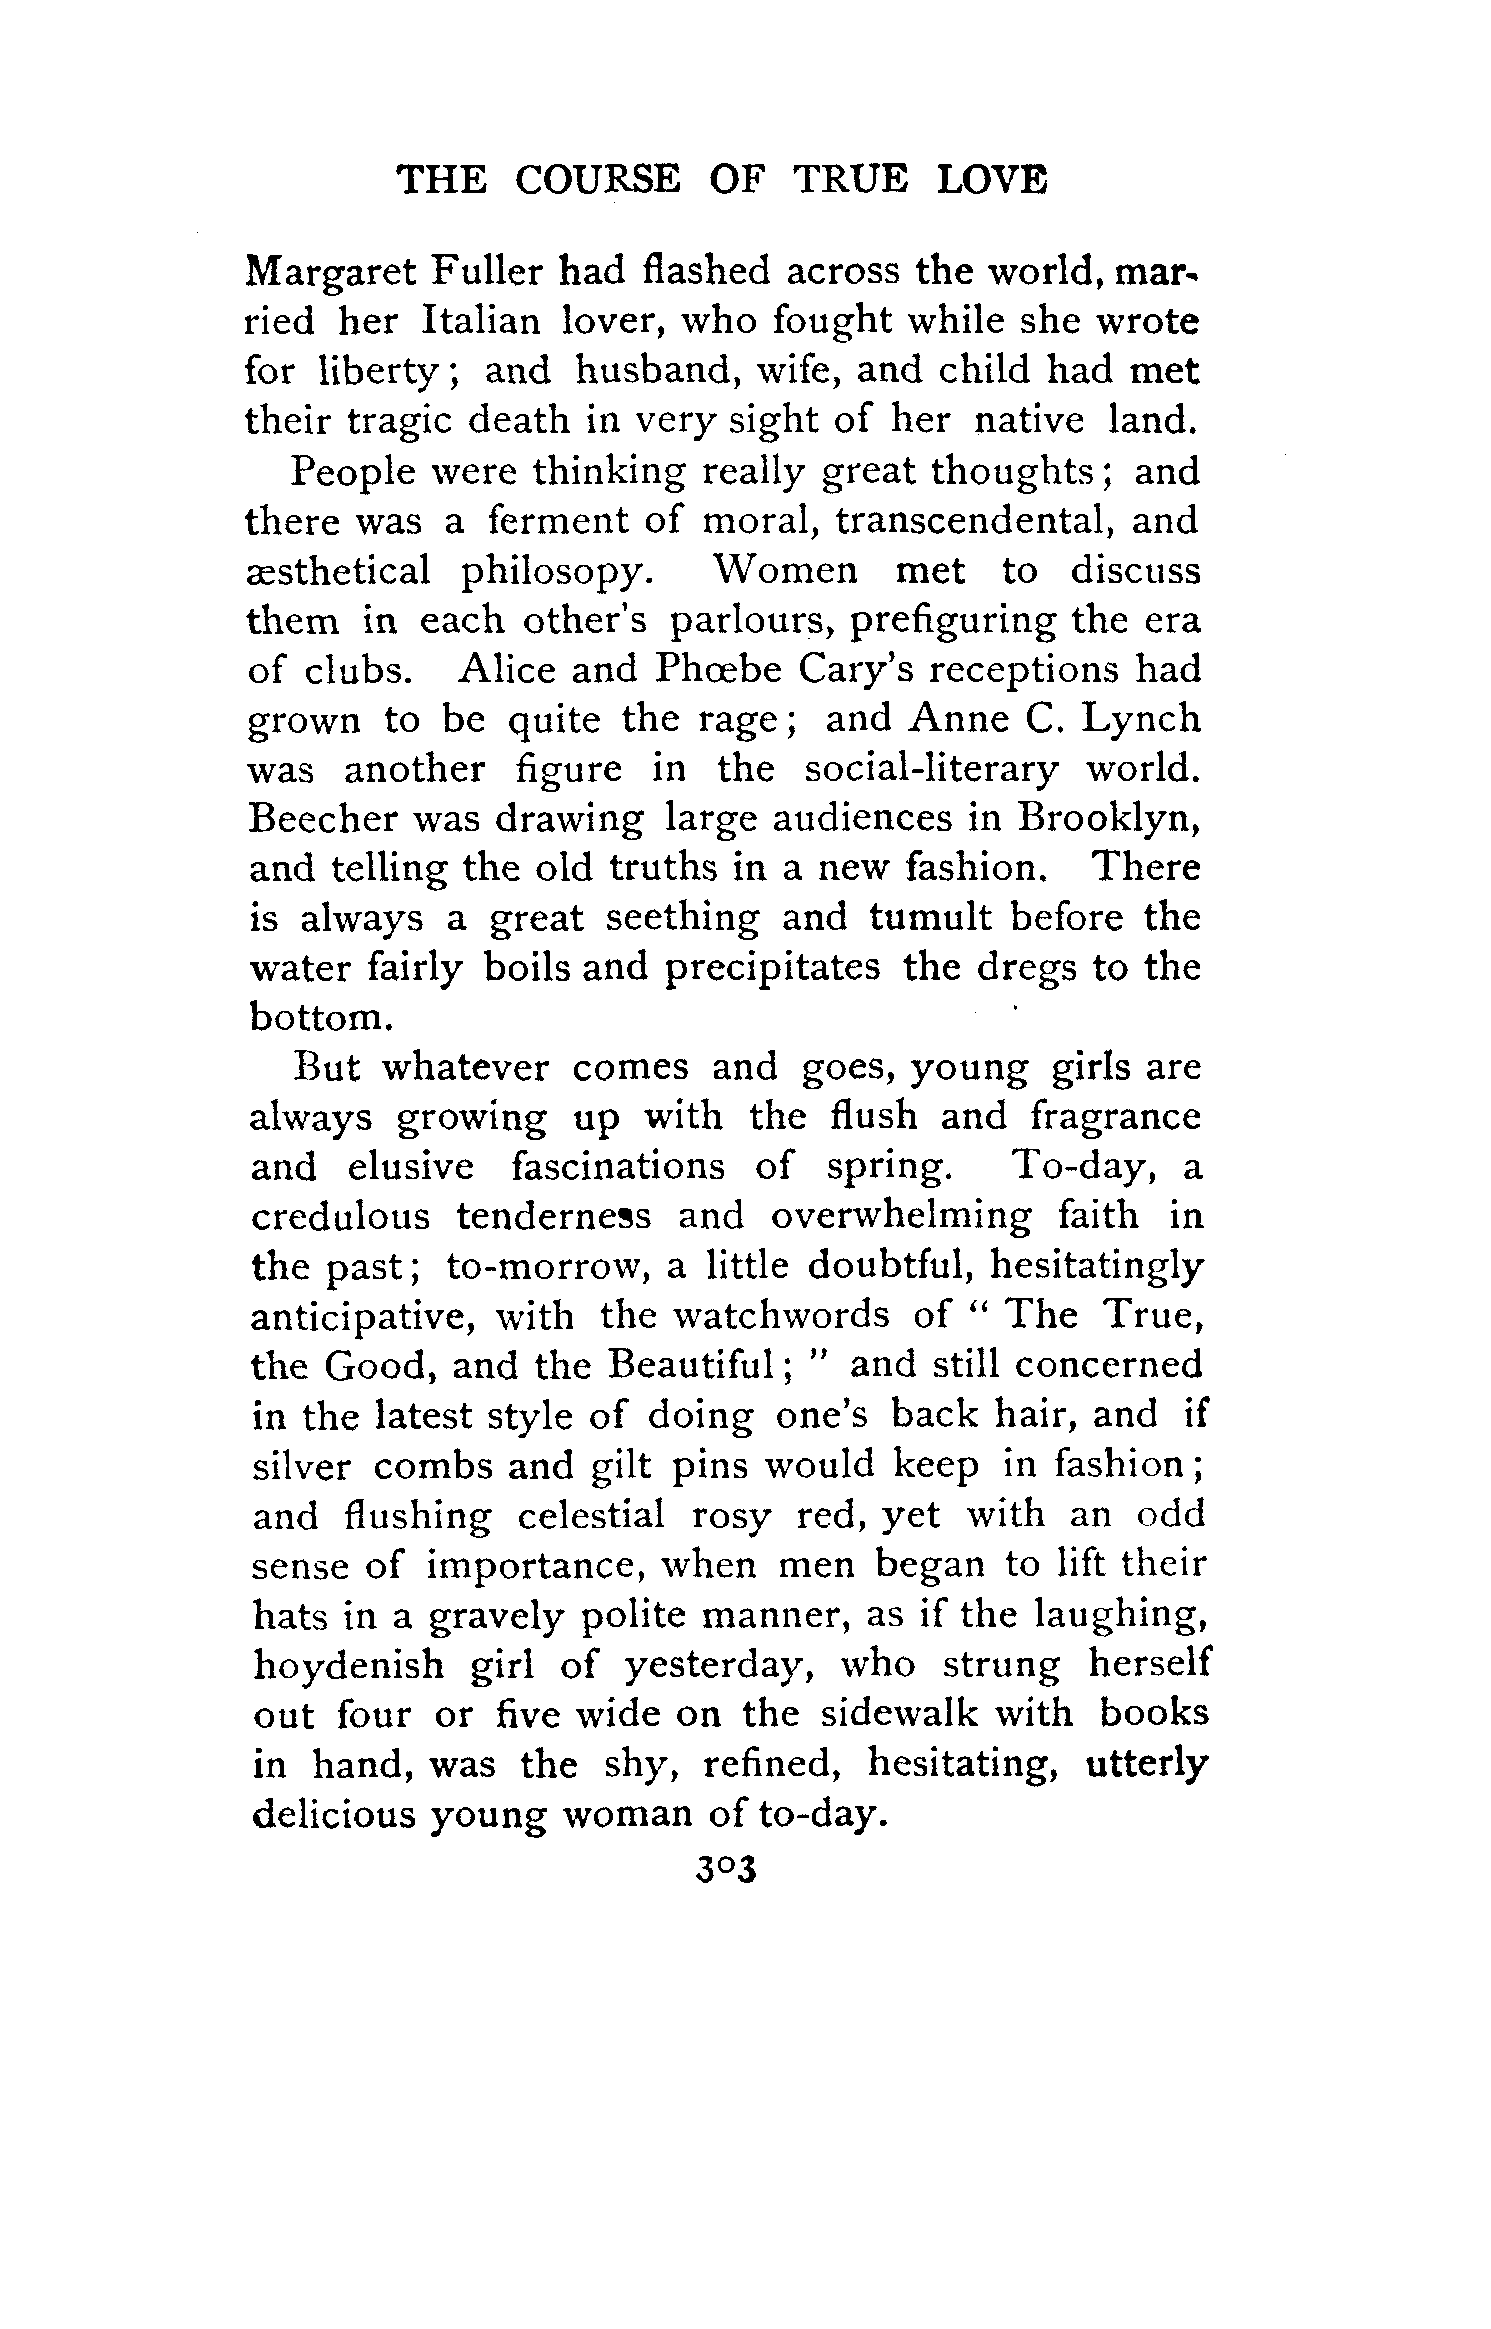 THE COURSE OF TRUE LOVE
Margaret Fuller had flashed across the world, mar-
ried her Italian lover, who fought while she wrote
for liberty; and husband, wife, and child had met
their tragic death in very sight of her native land.
People were thinking really great thoughts; and
there was a ferment of moral, transcendental, and
æsthetical philosopy. Women met to discuss
them in each other's parlours, prefiguring the era
of clubs. Alice and Phœbe Cary's receptions had
grown to be quite the rage; and Anne C. Lynch
was another figure in the social-literary world.
Beecher was drawing large audiences in Brooklyn,
and telling the old truths in a new fashion. There
is always a great seething and tumult before the
water fairly boils and precipitates the dregs to the
bottom.
But whatever comes and goes, young girls are
always growing up with the flush and fragrance
and elusive fascinations of spring. To-day, a
credulous tenderness and overwhelming faith in
the past; to-morrow, a little doubtful, hesitatingly
anticipative, with the watchwords of " The True,
the Good, and the Beautiful; " and still concerned
in the latest style of doing one's back hair, and if
silver combs and gilt pins would keep in fashion;
and flushing celestial rosy red, yet with an odd
sense of importance, when men began to lift their
hats in a gravely polite manner, as if the laughing,
hoydenish girl of yesterday, who strung herself
out four or five wide on the sidewalk with books
in hand, was the shy, refined, hesitating, utterly
delicious young woman of to-day.
303